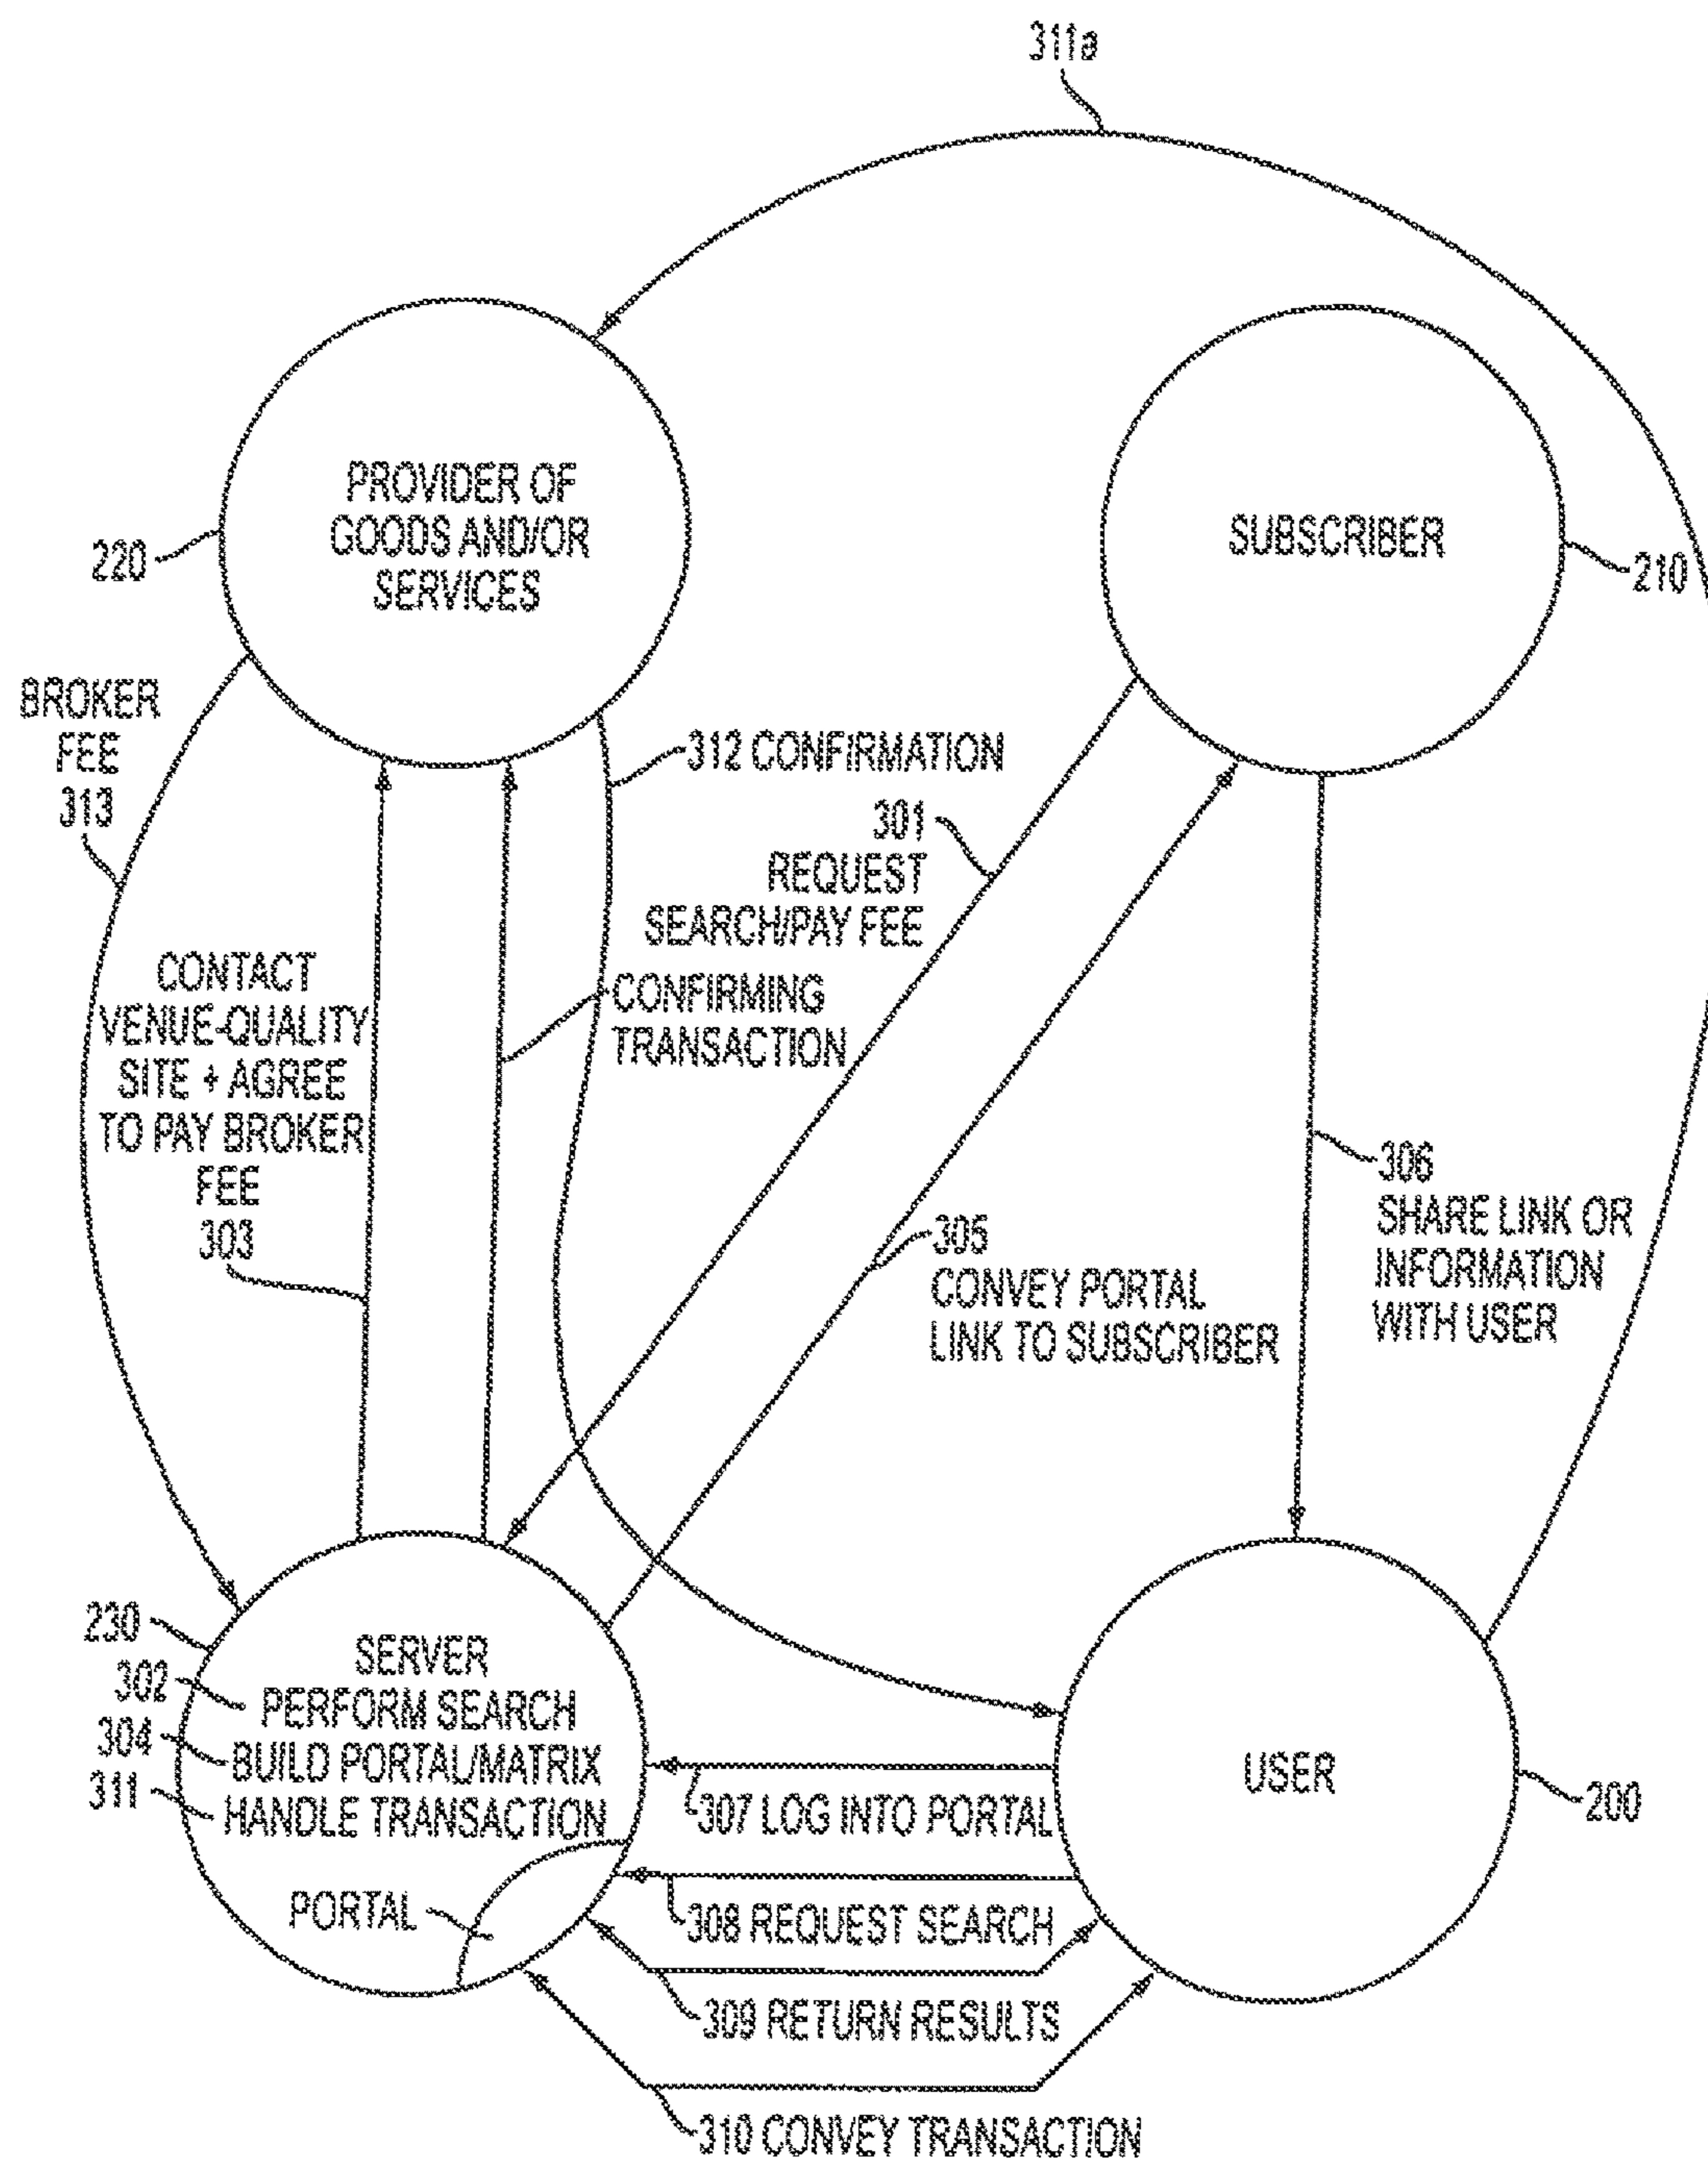 311a
PROVIDER OF
GOODS AND/OR
SERVICES
220
SUBSCRIBER
210
BROKER
FEE
313
312 CONFIRMATION
301
REQUEST
SEARCH/PAY FEE
CONTACT
VENUE-QUALITY
SITE + AGREE
TO PAY BROKER
FEE
303
CONFIRMING
TRANSACTION
306
SHARE LINK OR
INFORMATION
WITH USER
305
CONVEY PORTAL
LINK TO SUBSCRIBER
230
SERVER
302
PERFORM SEARCH
304
BUILD PORTAL/MATRIX
311
HANDLE TRANSACTION
PORTAL
USER
200
307 LOG INTO PORTAL
308 REQUEST SEARCH
309 RETURN RESULTS
310 CONVEY TRANSACTION